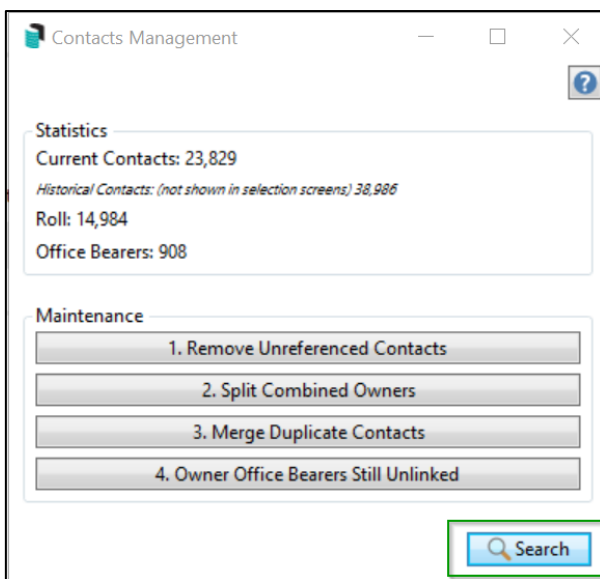 Contacts Management
Statistics
Current Contacts: 23,829
Historical Contacts: (not shown in selection screens) 38,986
Roll: 14,984
Office Bearers: 908
Maintenance
1. Remove Unreferenced Contacts
2. Split Combined Owners
3. Merge Duplicate Contacts
4. Owner Office Bearers Still Unlinked
Search